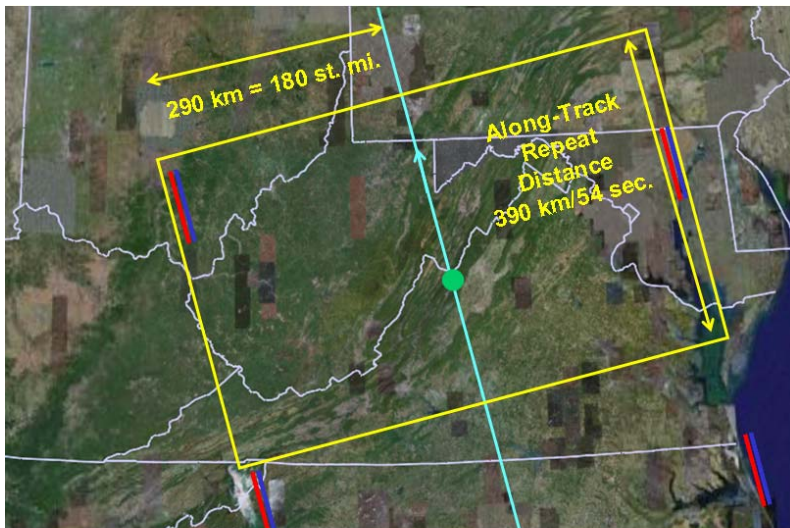 290 km = 180 st. mi.
Along-Track
Repeat
Distance
390 km/54 sec.